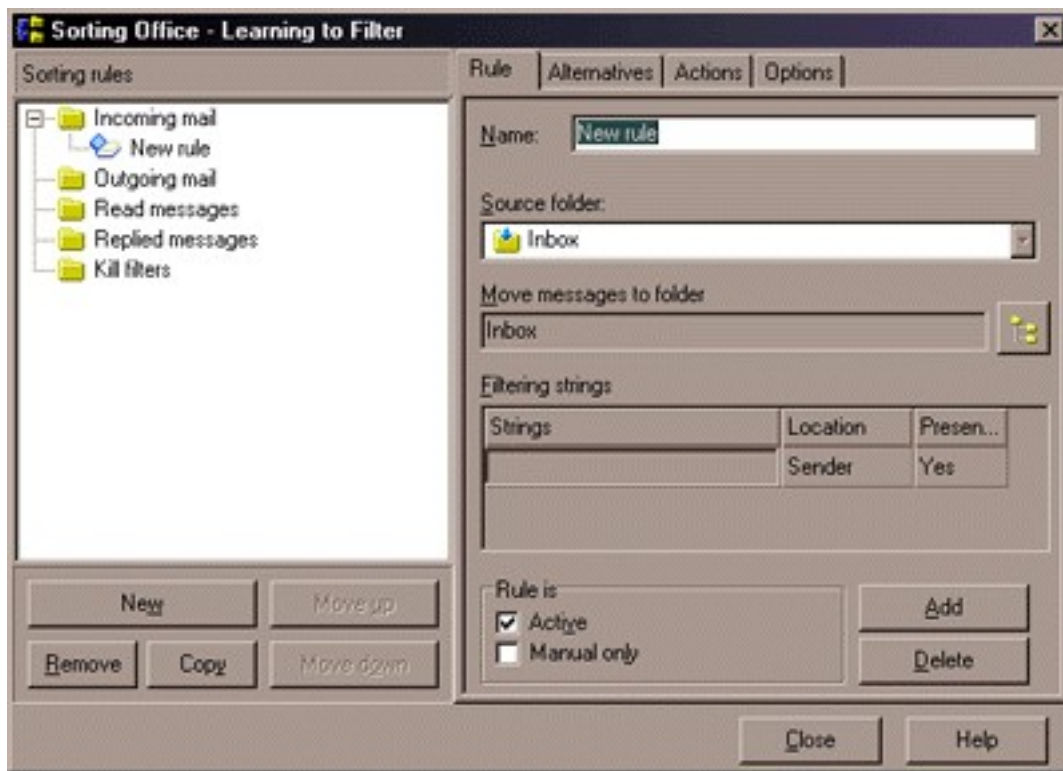 Sorting Office - Learning to Filter
Sorting rules
Incoming mail
New rule
Outgoing mail
Read messages
Replied messages
Kill filters
New
Move up
Remove
Copy
Move down
Rule
Alternatives
Actions
Options
Name:
New rule
Source folder:
Inbox
Move messages to folder
Inbox
Filtering strings
Strings Location Presen...
Sender Yes
Rule is
Active
Manual only
Add
Delete
Close
Help